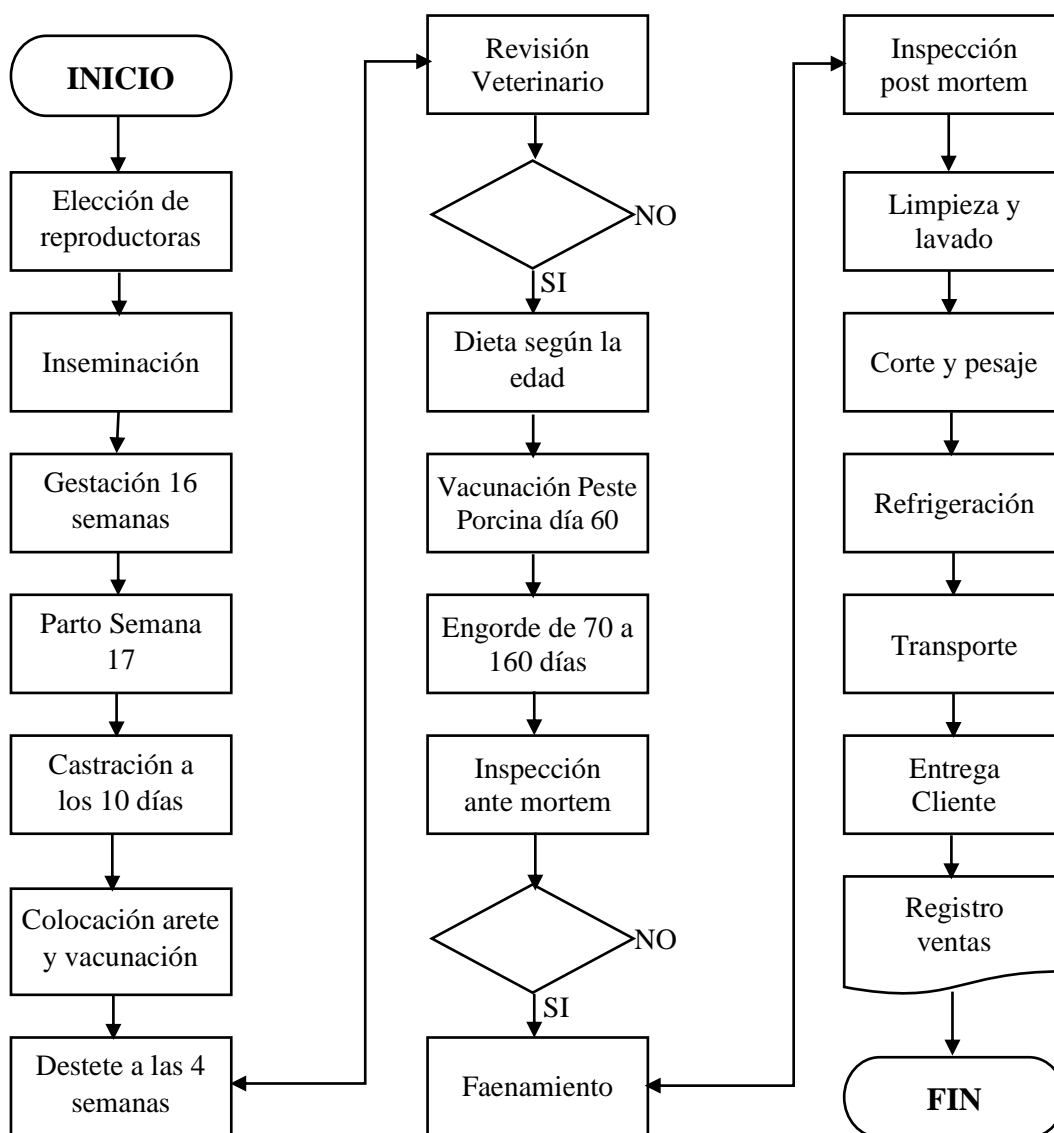 INICIO
Elección de
reproductoras
Inseminación
Gestación 16
semanas
Parto Semana
17
Castración a
los 10 días
Colocación arete
y vacunación
Destete a las 4
semanas
Revisión
Veterinario
NO
SI
Dieta según la
edad
Vacunación Peste
Porcina día 60
Engorde de 70 a
160 días
Inspección
ante mortem
NO
SI
Faenamiento
Inspección
post mortem
Limpieza y
lavado
Corte y pesaje
Refrigeración
Transporte
Entrega
Cliente
Registro
ventas
FIN